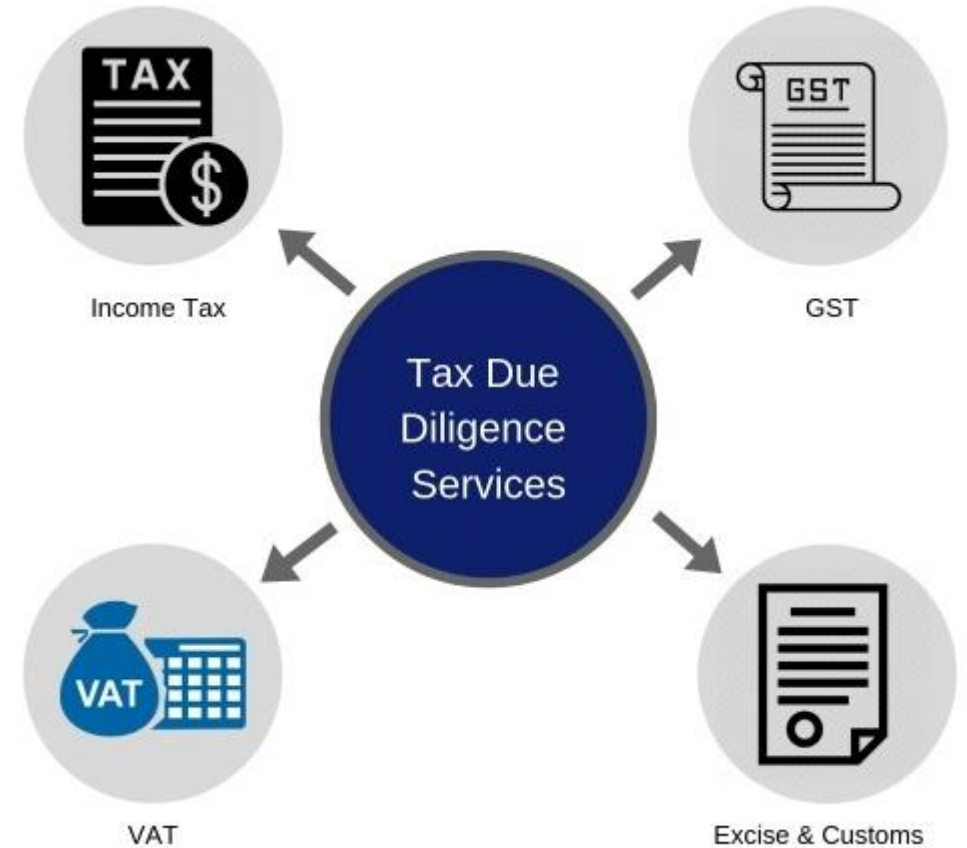 TAX
$
GST
Income Tax
GST
Tax Due
Diligence
Services
VAT
VAT
Excise & Customs